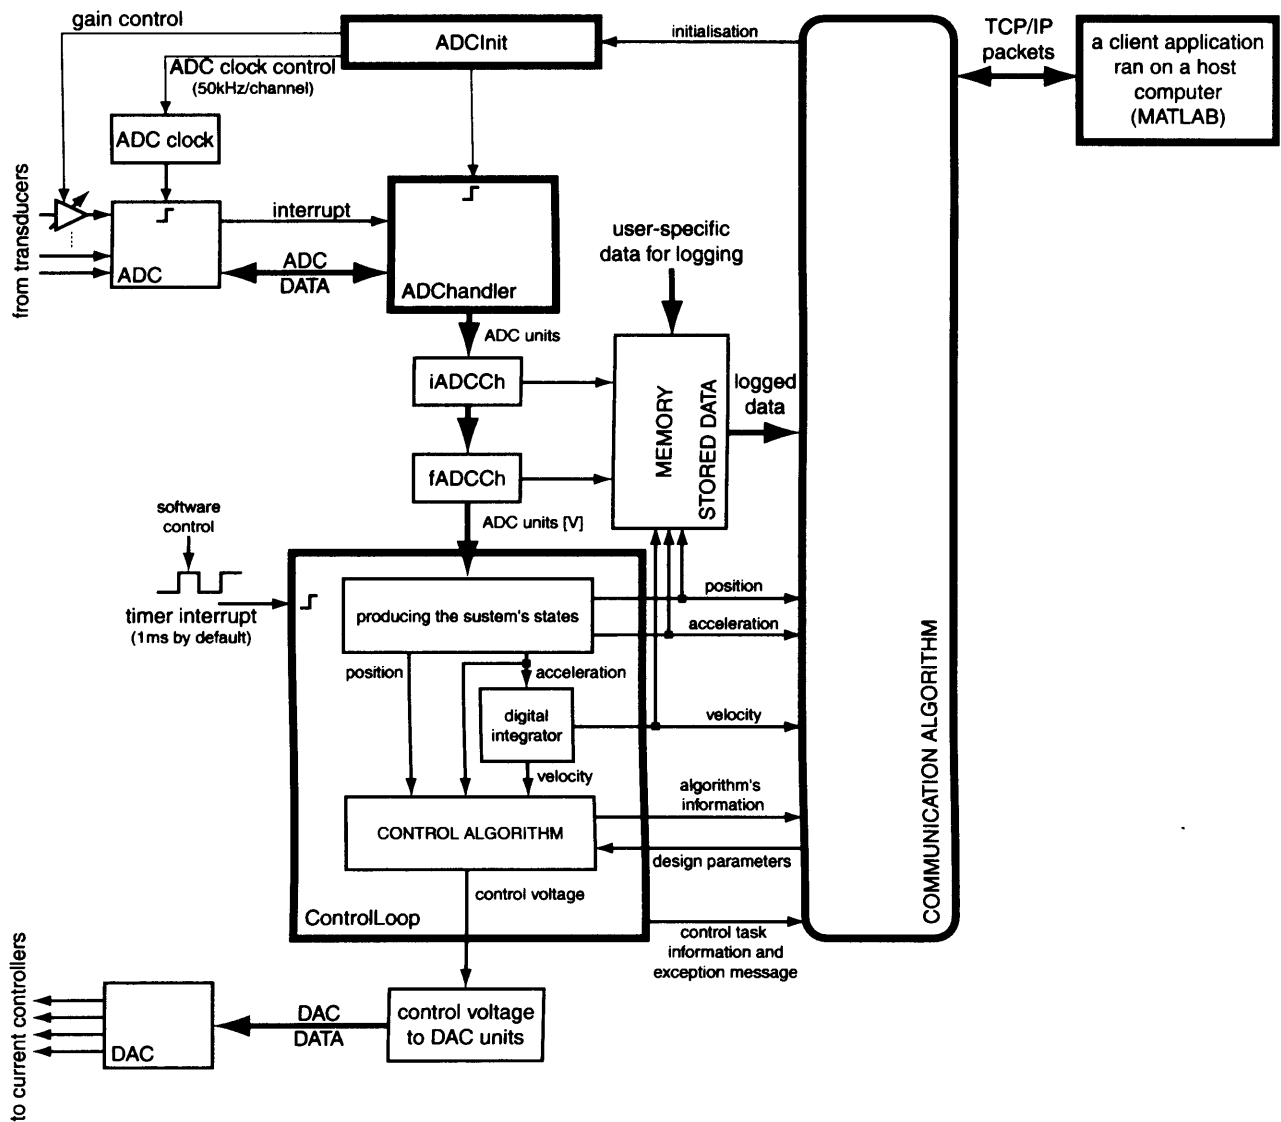 gain control
ADCInit
initialisation
TCP/IP
packets
a client application
ran on a host
computer
(MATLAB)
ADC clock control
(50kHz/channel)
ADC clock
from transducers
interrupt
ADC
DATA
ADC
ADChandler
user-specific
data for logging
ADC units
iADCCh
MEMORY
STORED DATA
logged
data
fADCCh
ADC units [V]
software
control
timer interrupt
(1ms by default)
producing the sustem's states
position
acceleration
position
acceleration
digital
integrator
velocity
velocity
algorithm's
information
CONTROL ALGORITHM
design parameters
control voltage
ControlLoop
control task
information and
exception message
COMMUNICATION ALGORITHM
to current controllers
DAC
DAC
DATA
control voltage
to DAC units